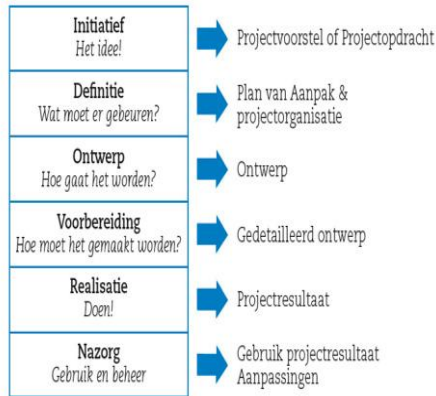 Initiatief
Het idee!
Projectvoorstel of Projectopdracht
Definitie
Wat moet er gebeuren?
Plan van Aanpak &
projectorganisatie
Ontwerp
Hoe gaat het worden?
Ontwerp
Voorbereiding
Hoe moet het gemaakt worden?
Gedetailleerd ontwerp
Realisatie
Doen!
Projectresultaat
Nazorg
Gebruik en beheer
Gebruik projectresultaat
Aanpassingen